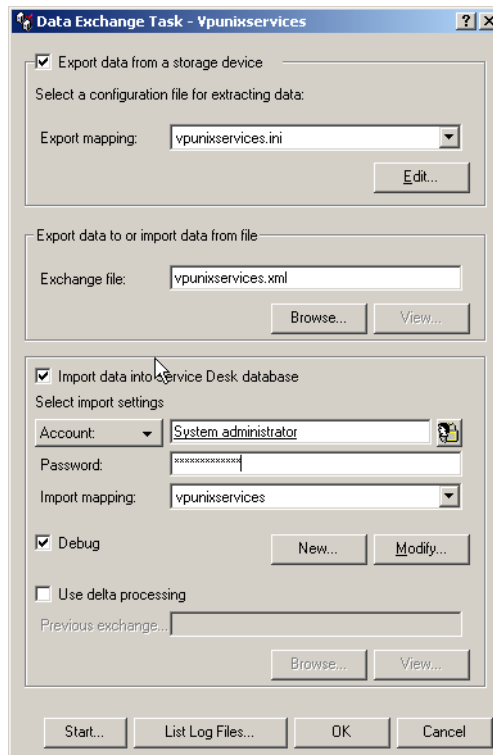 Data Exchange Task - Vpunixservices
Export data from a storage device
Select a configuration file for extracting data:
Export mapping: vpunixservices.ini
Edit...
Export data to or import data from file
Exchange file: vpunixservices.xml
Browse... View...
Import data into Service Desk database
Select import settings
Account: System administrator
Password: *************
Import mapping: vpunixservices
Debug New... Modify...
Use delta processing
Previous exchange...
Browse... View...
Start... List Log Files... OK Cancel